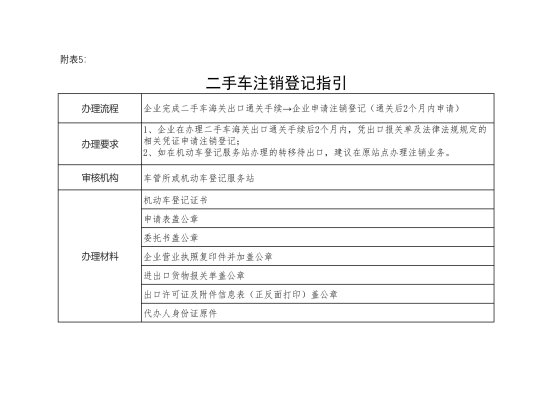 附表5:
二手车注销登记指引
办理流程
企业完成二手车海关出口通关手续→企业申请注销登记（通关后2个月内申请）
办理要求
1、企业在办理二手车海关出口通关手续后2个月内，凭出口报关单及法律法规规定的
相关凭证申请注销登记；
2、如在机动车登记服务站办理的转移待出口，建议在原站点办理注销业务。
审核机构
车管所或机动车登记服务站
办理材料
机动车登记证书
申请表盖公章
委托书盖公章
企业营业执照复印件并加盖公章
进出口货物报关单盖公章
出口许可证及附件信息表（正反面打印）盖公章
代办人身份证原件